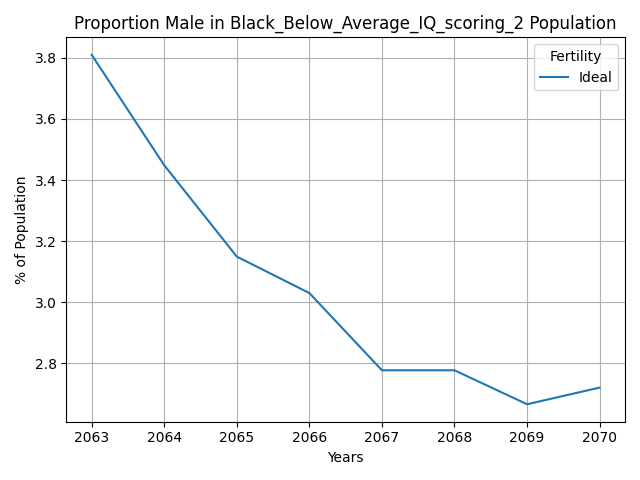 Proportion Male in Black_Below_Average_IQ_scoring_2 Population
Fertility
Ideal
% of Population
3.8
3.6
3.4
3.2
3.0
2.8
2063 2064 2065 2066 2067 2068 2069 2070
Years